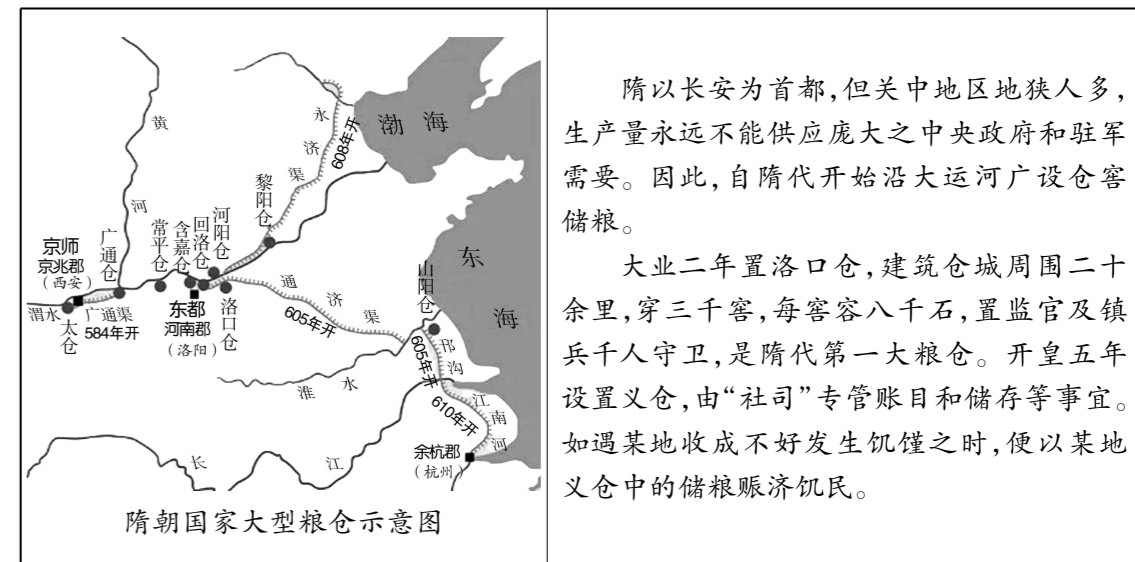 黄
河
渤海
永
济
渠
608年开
黎阳仓
河阳仓
回洛仓
含嘉仓
常平仓
广通仓
京师
京兆郡
(西安)
渭水
太仓
广通渠
584年开
东都
河南郡
(洛阳)
洛口仓
通
济
渠
605年开
山阳仓
东
海
605年开
邗沟
淮水
610年开
江南河
长
江
余杭郡
(杭州)
隋朝国家大型粮仓示意图
隋以长安为首都,但关中地区地狭人多,
生产量永远不能供应庞大之中央政府和驻军
需要。因此,自隋代开始沿大运河广设仓窖
储粮。
大业二年置洛口仓,建筑仓城周围二十
余里,穿三千窖,每窖容八千石,置监官及镇
兵千人守卫,是隋代第一大粮仓。开皇五年
设置义仓,由“社司”专管账目和储存等事宜。
如遇某地收成不好发生饥馑之时,便以某地
义仓中的储粮赈济饥民。